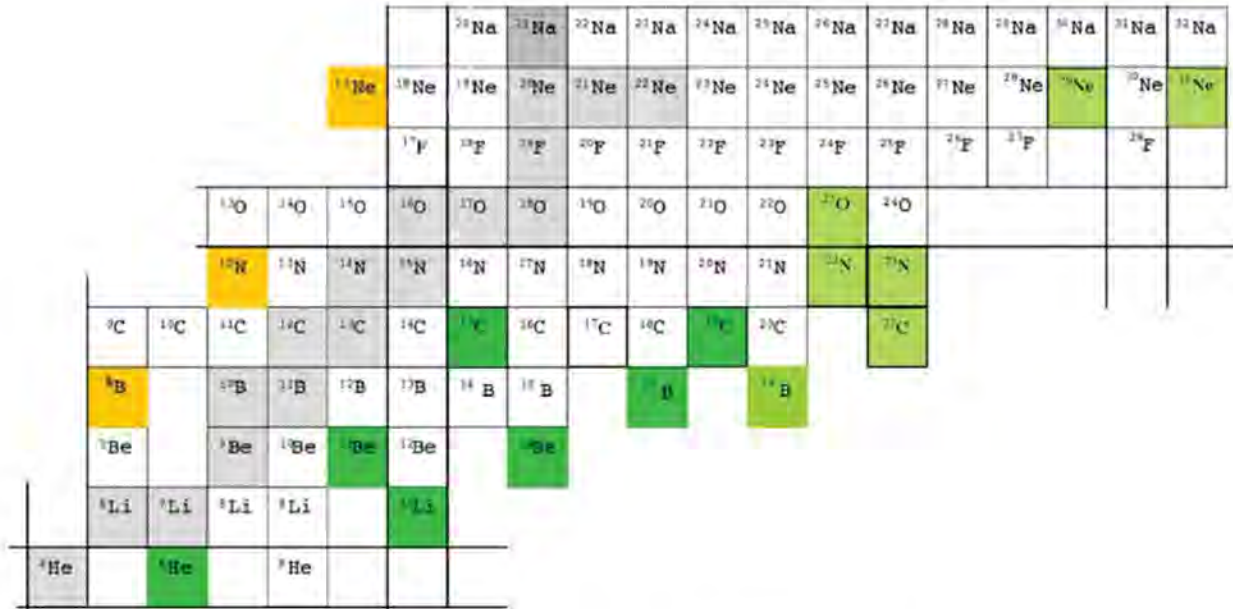 ²⁰Na ²¹Na ²²Na ²³Na ²⁴Na ²⁵Na ²⁶Na ²⁷Na ²⁸Na ²⁹Na ³⁰Na ³¹Na ³²Na
¹⁷Ne ¹⁸Ne ¹⁹Ne ²⁰Ne ²¹Ne ²²Ne ²³Ne ²⁴Ne ²⁵Ne ²⁶Ne ²⁷Ne ²⁸Ne ²⁹Ne ³⁰Ne ³¹Ne
¹⁷F ¹⁸F ¹⁹F ²⁰F ²¹F ²²F ²³F ²⁴F ²⁵F ²⁶F ²⁷F ²⁹F
¹³O ¹⁴O ¹⁵O ¹⁶O ¹⁷O ¹⁸O ¹⁹O ²⁰O ²¹O ²²O ²³O ²⁴O
¹²N ¹³N ¹⁴N ¹⁵N ¹⁶N ¹⁷N ¹⁸N ¹⁹N ²⁰N ²¹N ²²N ²³N
⁹C ¹⁰C ¹¹C ¹²C ¹³C ¹⁴C ¹⁵C ¹⁶C ¹⁷C ¹⁸C ¹⁹C ²⁰C ²²C
⁸B ¹⁰B ¹¹B ¹²B ¹³B ¹⁴B ¹⁵B ¹⁷B ¹⁹B
⁷Be ⁹Be ¹⁰Be ¹¹Be ¹²Be ¹⁴Be
⁶Li ⁷Li ⁸Li ⁹Li ¹¹Li
⁴He ⁶He ⁸He